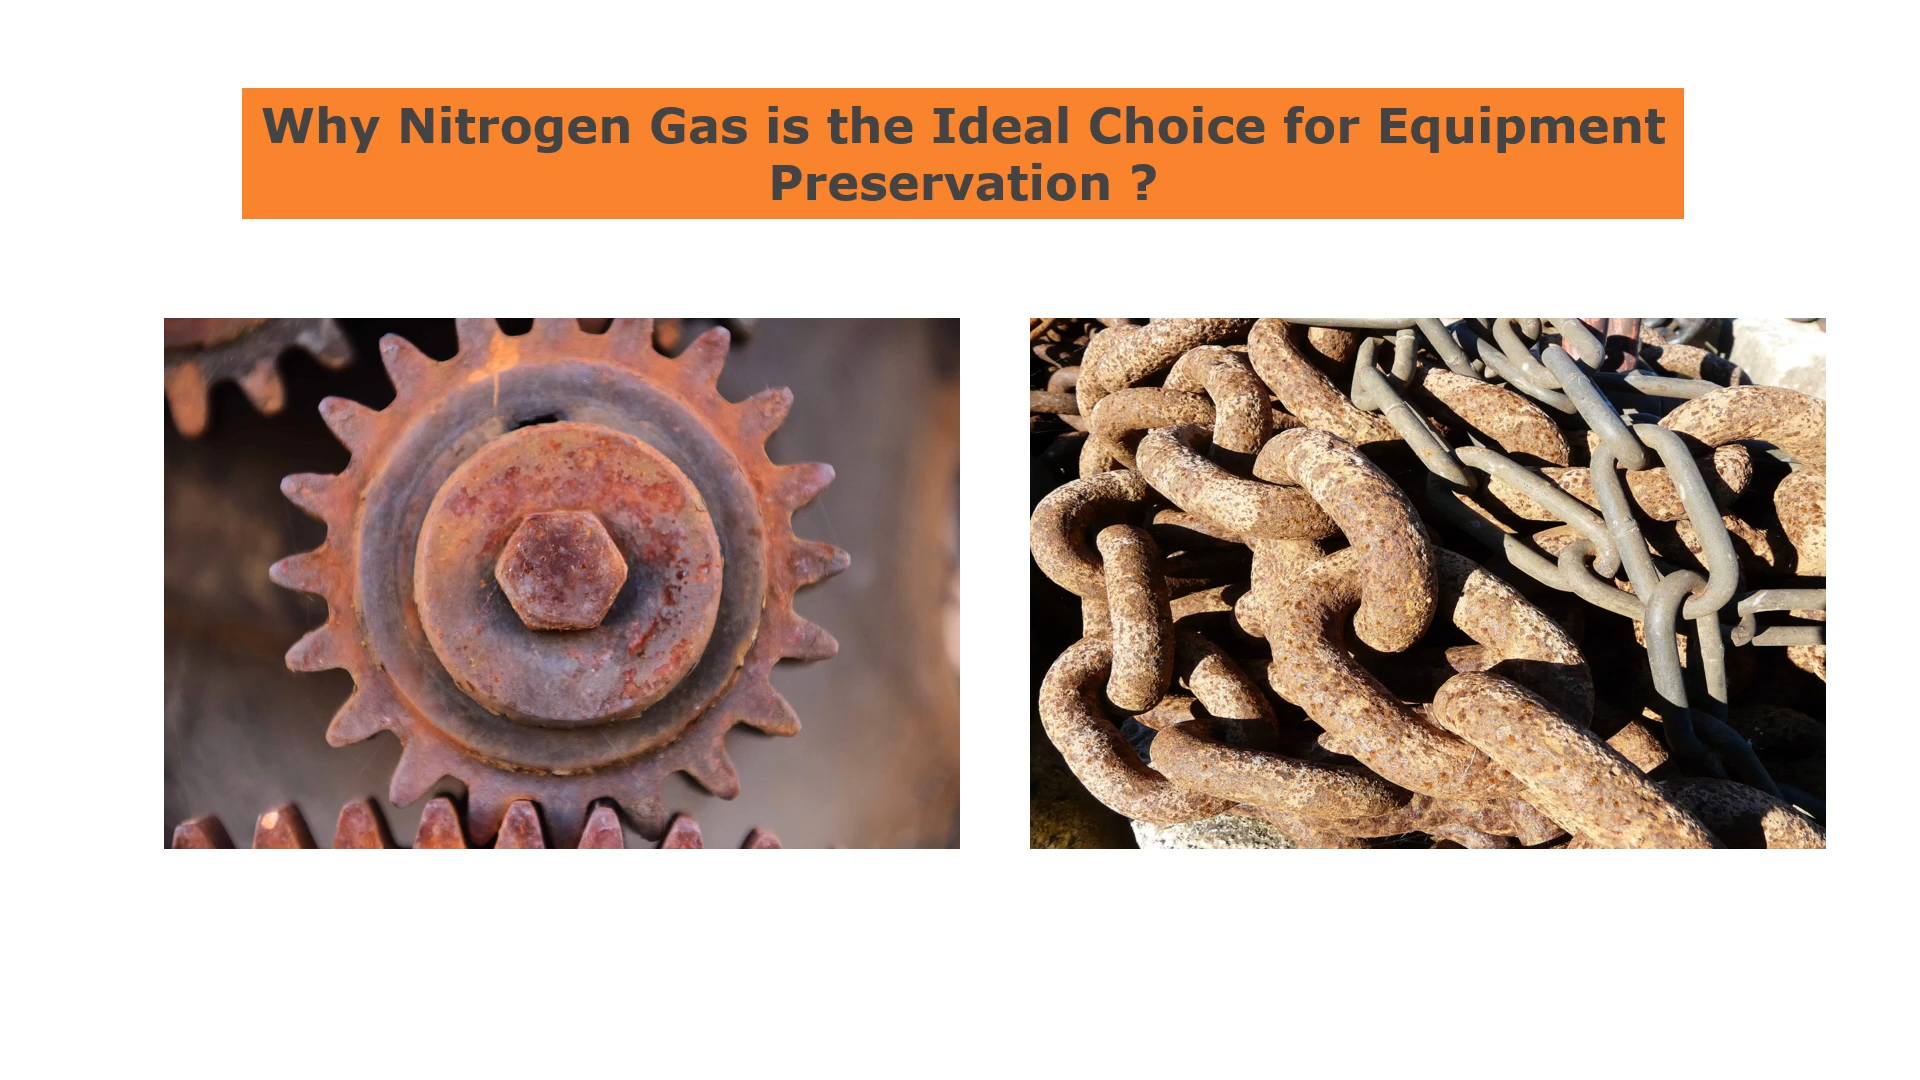 Why Nitrogen Gas is the Ideal Choice for Equipment
Preservation ?